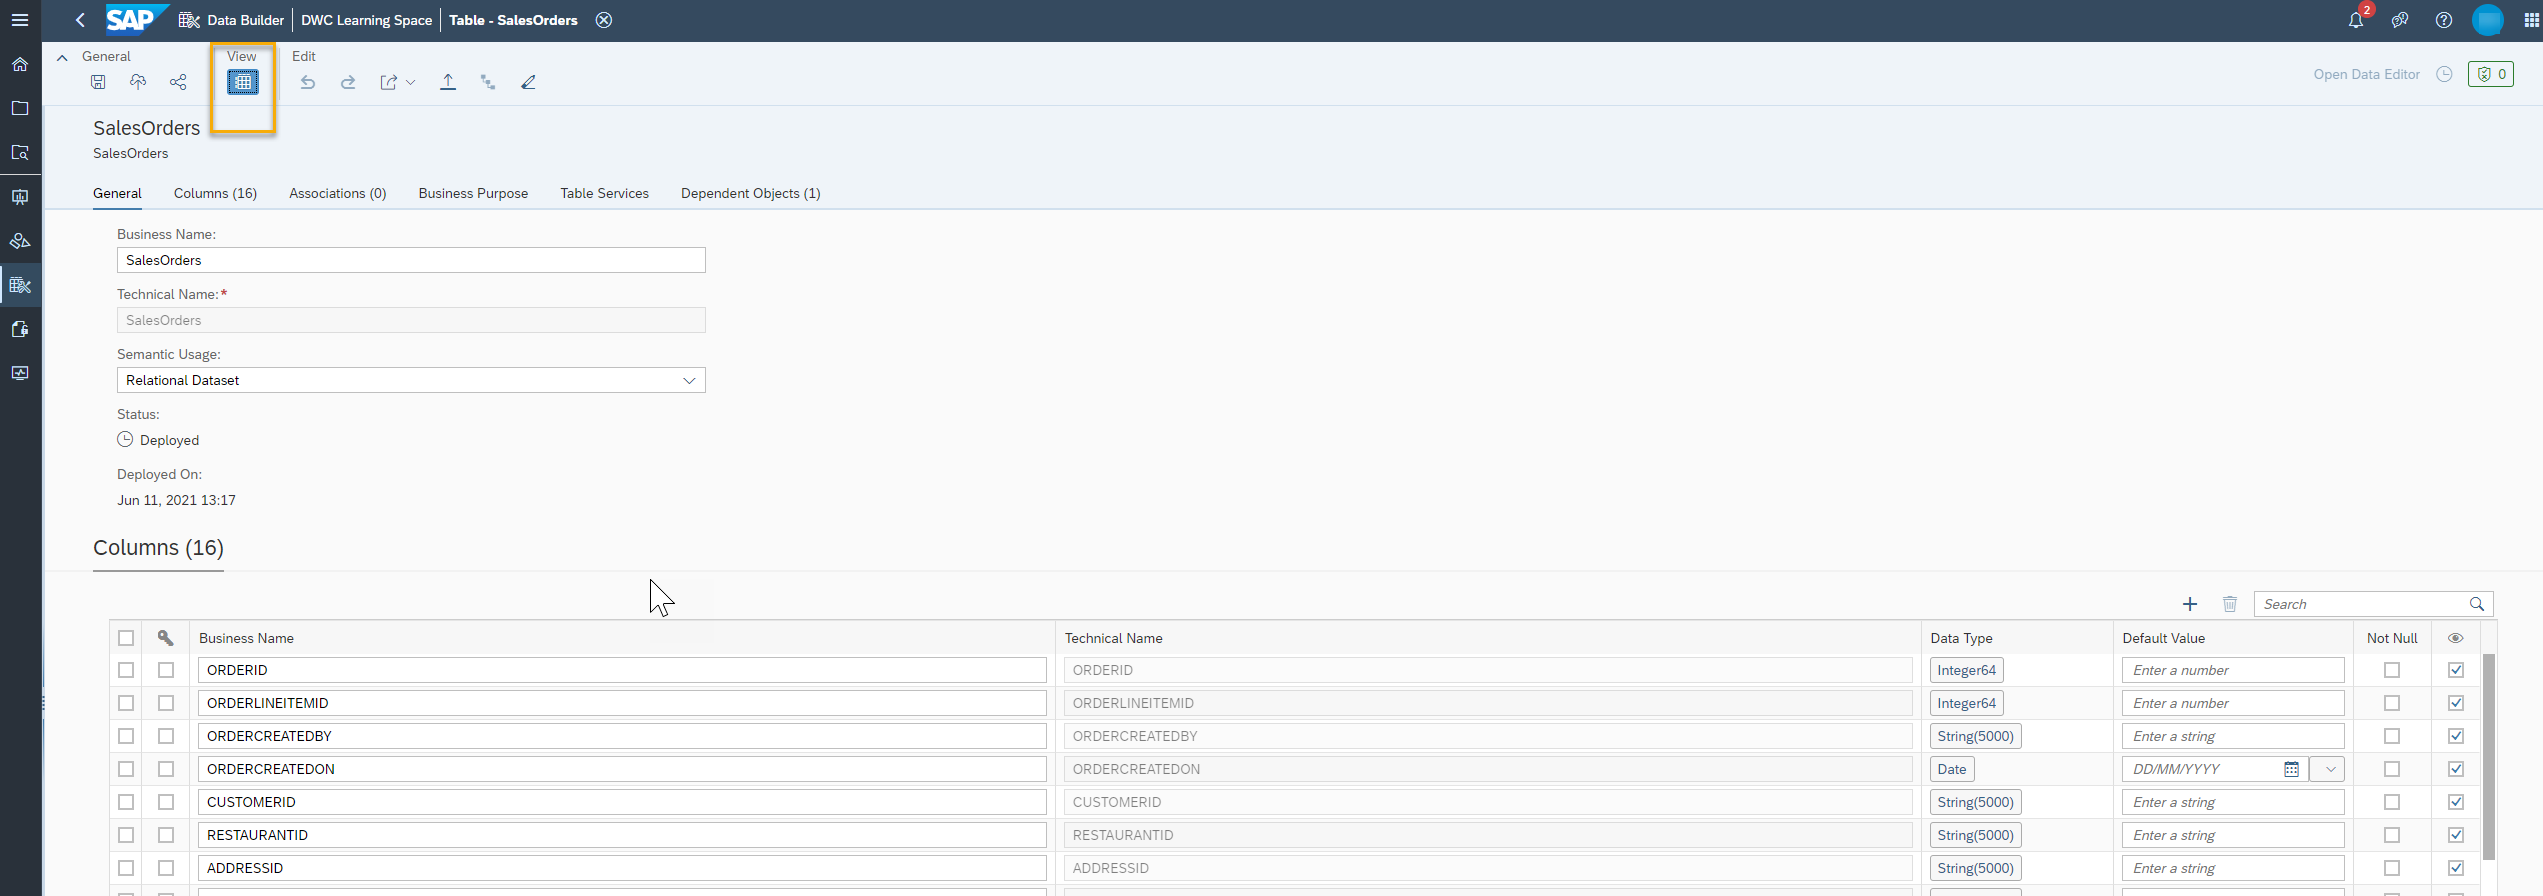 SAP Data Builder DWC Learning Space Table - SalesOrders 2
General View Edit
Open Data Editor 0
SalesOrders
SalesOrders
General Columns (16) Associations (0) Business Purpose Table Services Dependent Objects (1)
Business Name:
SalesOrders
Technical Name:*
SalesOrders
Semantic Usage:
Relational Dataset
Status:
Deployed
Deployed On:
Jun 11, 2021 13:17
Columns (16)
Search
Business Name Technical Name Data Type Default Value Not Null
ORDERID ORDERID Integer64 Enter a number
ORDERLINEITEMID ORDERLINEITEMID Integer64 Enter a number
ORDERCREATEDBY ORDERCREATEDBY String(5000) Enter a string
ORDERCREATEDON ORDERCREATEDON Date DD/MM/YYYY
CUSTOMERID CUSTOMERID String(5000) Enter a string
RESTAURANTID RESTAURANTID String(5000) Enter a string
ADDRESSID ADDRESSID String(5000) Enter a string